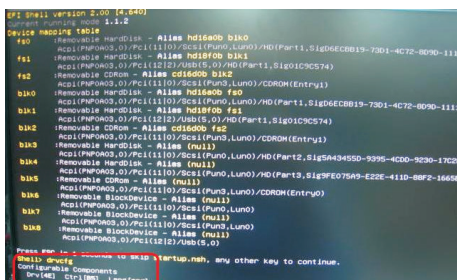 EFI Shell version 2.00 [4.640]
Current running mode 1.1.2
Device mapping table
fs0 :Removable HardDisk - Alias hd16a0b blk0
Acpi(PNP0A03,0)/Pci(11|0)/Scsi(Pun0,Lun0)/HD(Part1,Sig6ECBB19-73D1-4C72-8D9D-111
fs1 :Removable HardDisk - Alias hd18f0b blk1
Acpi(PNP0A03,0)/Pci(12|2)/Usb(5,0)/HD(Part1,Sig01C9C574)
fs2 :Removable CDRom - Alias cd16d0b blk2
Acpi(PNP0A03,0)/Pci(11|0)/Scsi(Pun3,Lun0)/CDROM(Entry1)
blk0 :Removable HardDisk - Alias hd16a0b fs0
Acpi(PNP0A03,0)/Pci(11|0)/Scsi(Pun0,Lun0)/HD(Part1,SigD6ECBB19-73D1-4C72-8D9D-111
blk1 :Removable HardDisk - Alias hd18f0b fs1
Acpi(PNP0A03,0)/Pci(12|2)/Usb(5,0)/HD(Part1,Sig01C9C574)
blk2 :Removable CDRom - Alias cd16d0b fs2
Acpi(PNP0A03,0)/Pci(11|0)/Scsi(Pun3,Lun0)/CDROM(Entry1)
blk3 :Removable HardDisk - Alias (null)
Acpi(PNP0A03,0)/Pci(11|0)/Scsi(Pun0,Lun0)/HD(Part2,Sig5A43455D-9395-4CDD-9230-17C2
blk4 :Removable HardDisk - Alias (null)
Acpi(PNP0A03,0)/Pci(11|0)/Scsi(Pun0,Lun0)/HD(Part3,Sig9FE075A9-E22E-411D-88F2-1665
blk5 :Removable CDRom - Alias (null)
Acpi(PNP0A03,0)/Pci(11|0)/Scsi(Pun3,Lun0)/CDROM(Entry0)
blk6 :Removable BlockDevice - Alias (null)
Acpi(PNP0A03,0)/Pci(11|0)/Scsi(Pun0,Lun0)
blk7 :Removable BlockDevice - Alias (null)
Acpi(PNP0A03,0)/Pci(11|0)/Scsi(Pun3,Lun0)
blk8 :Removable BlockDevice - Alias (null)
Acpi(PNP0A03,0)/Pci(12|2)/Usb(5,0)
Press ESC in 1 seconds to skip startup.nsh, any other key to continue.
Shell> drvcfg
Configurable Components
Drv[4E] Ctrl[85]